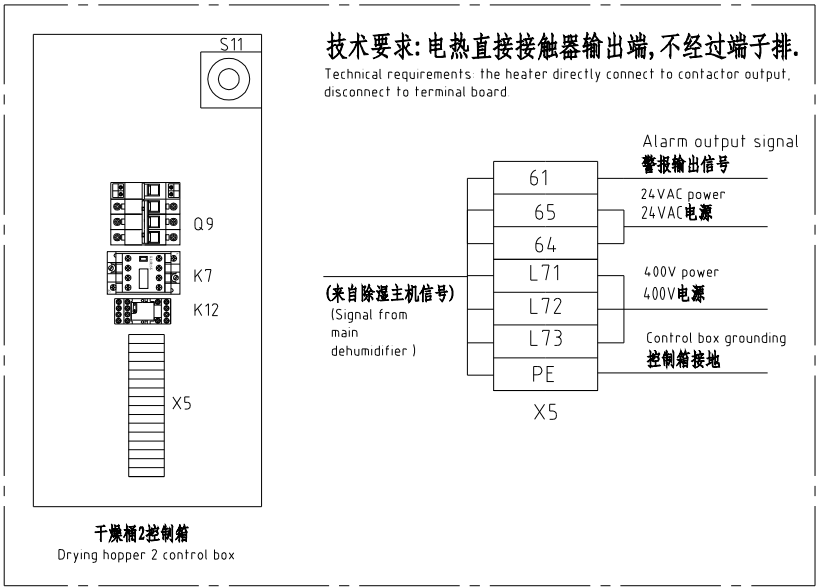 S11
Q9
K7
K12
X5
干燥桶2控制箱
Drying hopper 2 control box
技术要求: 电热直接接触器输出端, 不经过端子排.
Technical requirements: the heater directly connect to contactor output,
disconnect to terminal board.
(来自除湿主机信号)
(Signal from
main
dehumidifier )
61
65
64
L71
L72
L73
PE
X5
Alarm output signal
警报输出信号
24VAC power
24VAC电源
400V power
400V电源
Control box grounding
控制箱接地